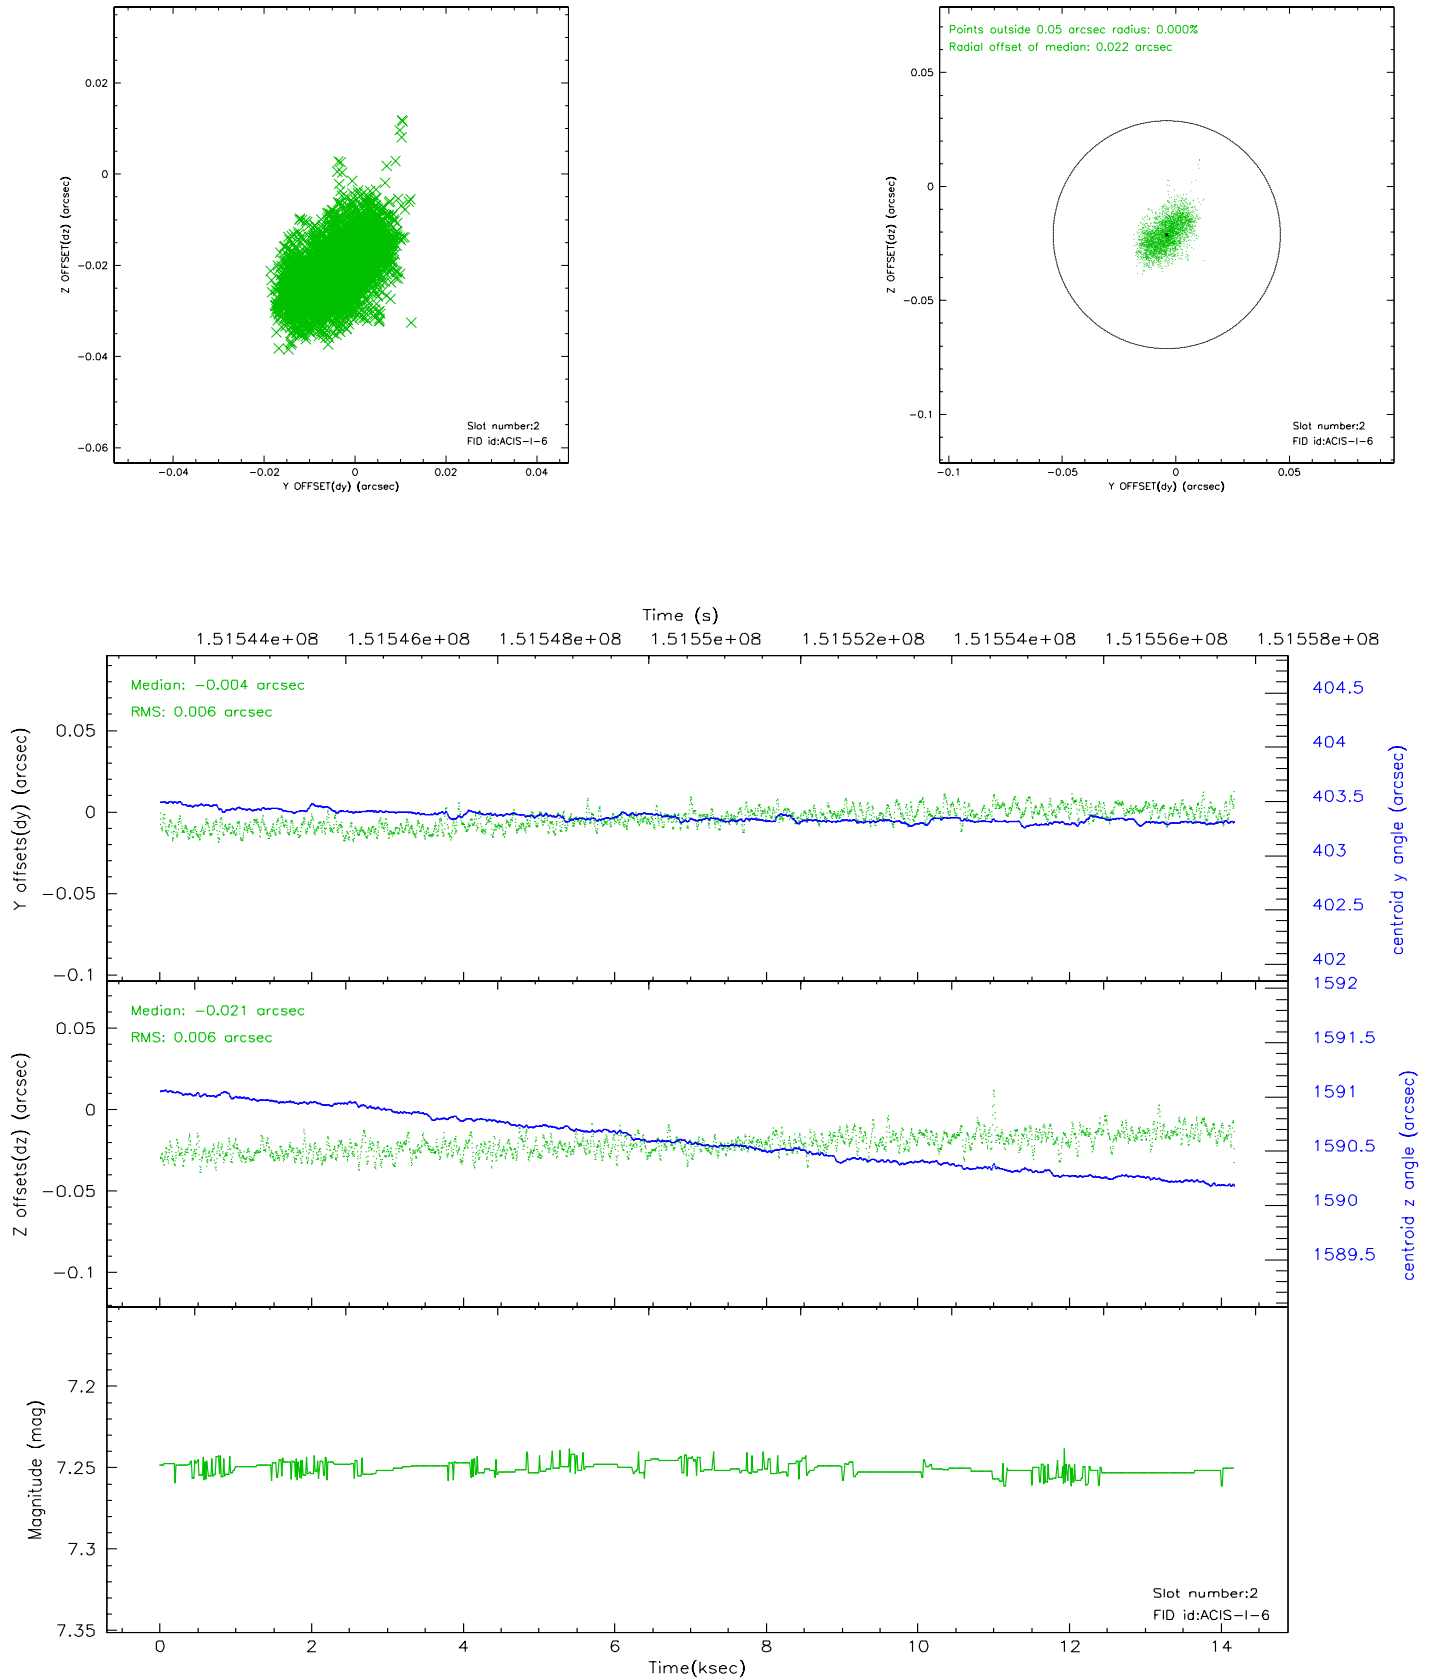 0.02
0
-0.02
-0.04
-0.06
Z OFFSET(dz) (arcsec)
Slot number:2
FID id:ACIS-I-6
-0.04 -0.02 0 0.02 0.04
Y OFFSET(dy) (arcsec)
Points outside 0.05 arcsec radius: 0.000%
Radial offset of median: 0.022 arcsec
0.05
0
-0.05
-0.1
Z OFFSET(dz) (arcsec)
Slot number:2
FID id:ACIS-I-6
-0.1 -0.05 0 0.05
Y OFFSET(dy) (arcsec)
Time (s)
1.51544e+08 1.51546e+08 1.51548e+08 1.5155e+08 1.51552e+08 1.51554e+08 1.51556e+08 1.51558e+08
Median: -0.004 arcsec
RMS: 0.006 arcsec
0.05
0
-0.05
-0.1
Y offsets(dy) (arcsec)
404.5
404
403.5
403
402.5
402
centroid y angle (arcsec)
Median: -0.021 arcsec
RMS: 0.006 arcsec
0.05
0
-0.05
-0.1
Z offsets(dz) (arcsec)
1592
1591.5
1591
1590.5
1590
1589.5
centroid z angle (arcsec)
7.2
7.25
7.3
7.35
Magnitude (mag)
Slot number:2
FID id:ACIS-I-6
0 2 4 6 8 10 12 14
Time(ksec)